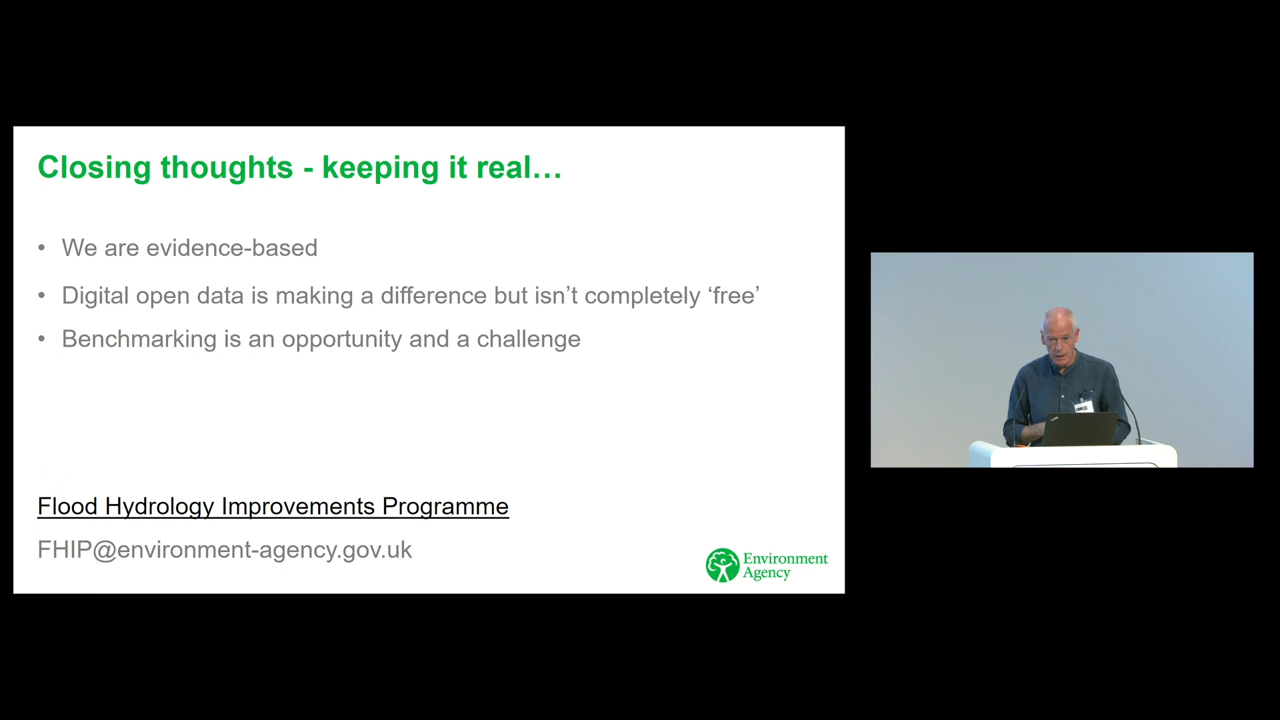 Closing thoughts - keeping it real…
• We are evidence-based
• Digital open data is making a difference but isn’t completely ‘free’
• Benchmarking is an opportunity and a challenge
Flood Hydrology Improvements Programme
FHIP@environment-agency.gov.uk
Environment
Agency